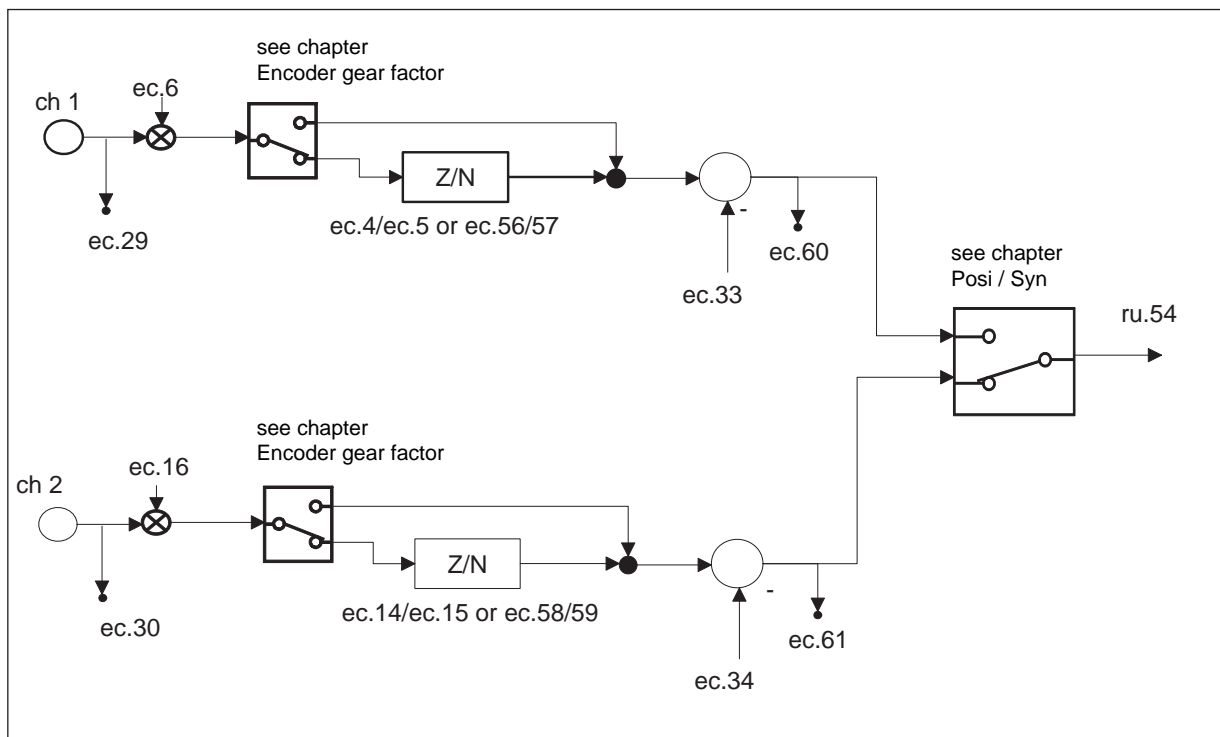 see chapter
Encoder gear factor
ch 1
ec.6
Z/N
ec.29
ec.4/ec.5 or ec.56/57
-
ec.60
ec.33
see chapter
Posi / Syn
ru.54
see chapter
Encoder gear factor
ch 2
ec.16
Z/N
ec.30
ec.14/ec.15 or ec.58/59
-
ec.61
ec.34